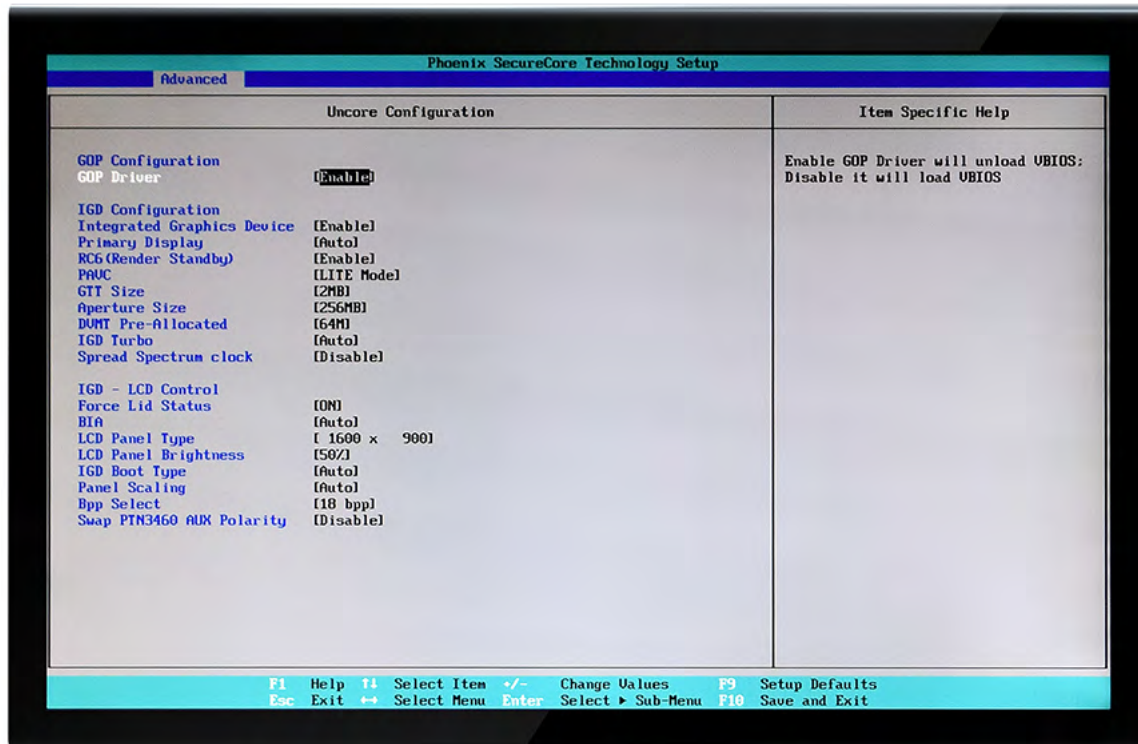 Phoenix SecureCore Technology Setup
Advanced
Uncore Configuration
Item Specific Help
GOP Configuration
GOP Driver [Enable]
Enable GOP Driver will unload VBIOS;
Disable it will load VBIOS
IGD Configuration
Integrated Graphics Device [Enable]
Primary Display [Auto]
RC6(Render Standby) [Enable]
PAVC [LITE Mode]
GTT Size [2MB]
Aperture Size [256MB]
DVMT Pre-Allocated [64M]
IGD Turbo [Auto]
Spread Spectrum clock [Disable]
IGD - LCD Control
Force Lid Status [ON]
BIA [Auto]
LCD Panel Type [ 1600 x 900]
LCD Panel Brightness [50%]
IGD Boot Type [Auto]
Panel Scaling [Auto]
Bpp Select [18 bpp]
Swap PTN3460 AUX Polarity [Disable]
F1 Help ↑↓ Select Item +/- Change Values F9 Setup Defaults
Esc Exit ↔ Select Menu Enter Select ▶ Sub-Menu F10 Save and Exit